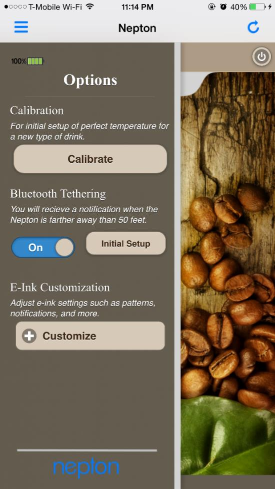 T-Mobile Wi-Fi 11:14 PM 40%
Nepton
100%
Options
Calibration
For initial setup of perfect temperature for
a new type of drink.
Calibrate
Bluetooth Tethering
You will recieve a notification when the
Nepton is farther away than 50 feet.
On Initial Setup
E-Ink Customization
Adjust e-ink settings such as patterns,
notifications, and more.
Customize
nepton